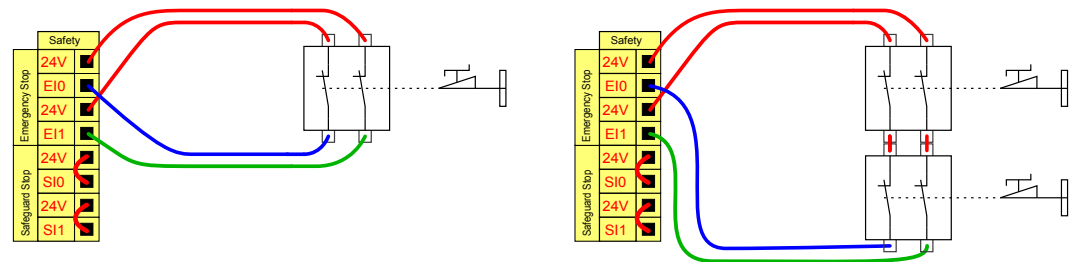 Safety
Emergency Stop
24V
EI0
24V
EI1
Safeguard Stop
24V
SI0
24V
SI1
Safety
Emergency Stop
24V
EI0
24V
EI1
Safeguard Stop
24V
SI0
24V
SI1